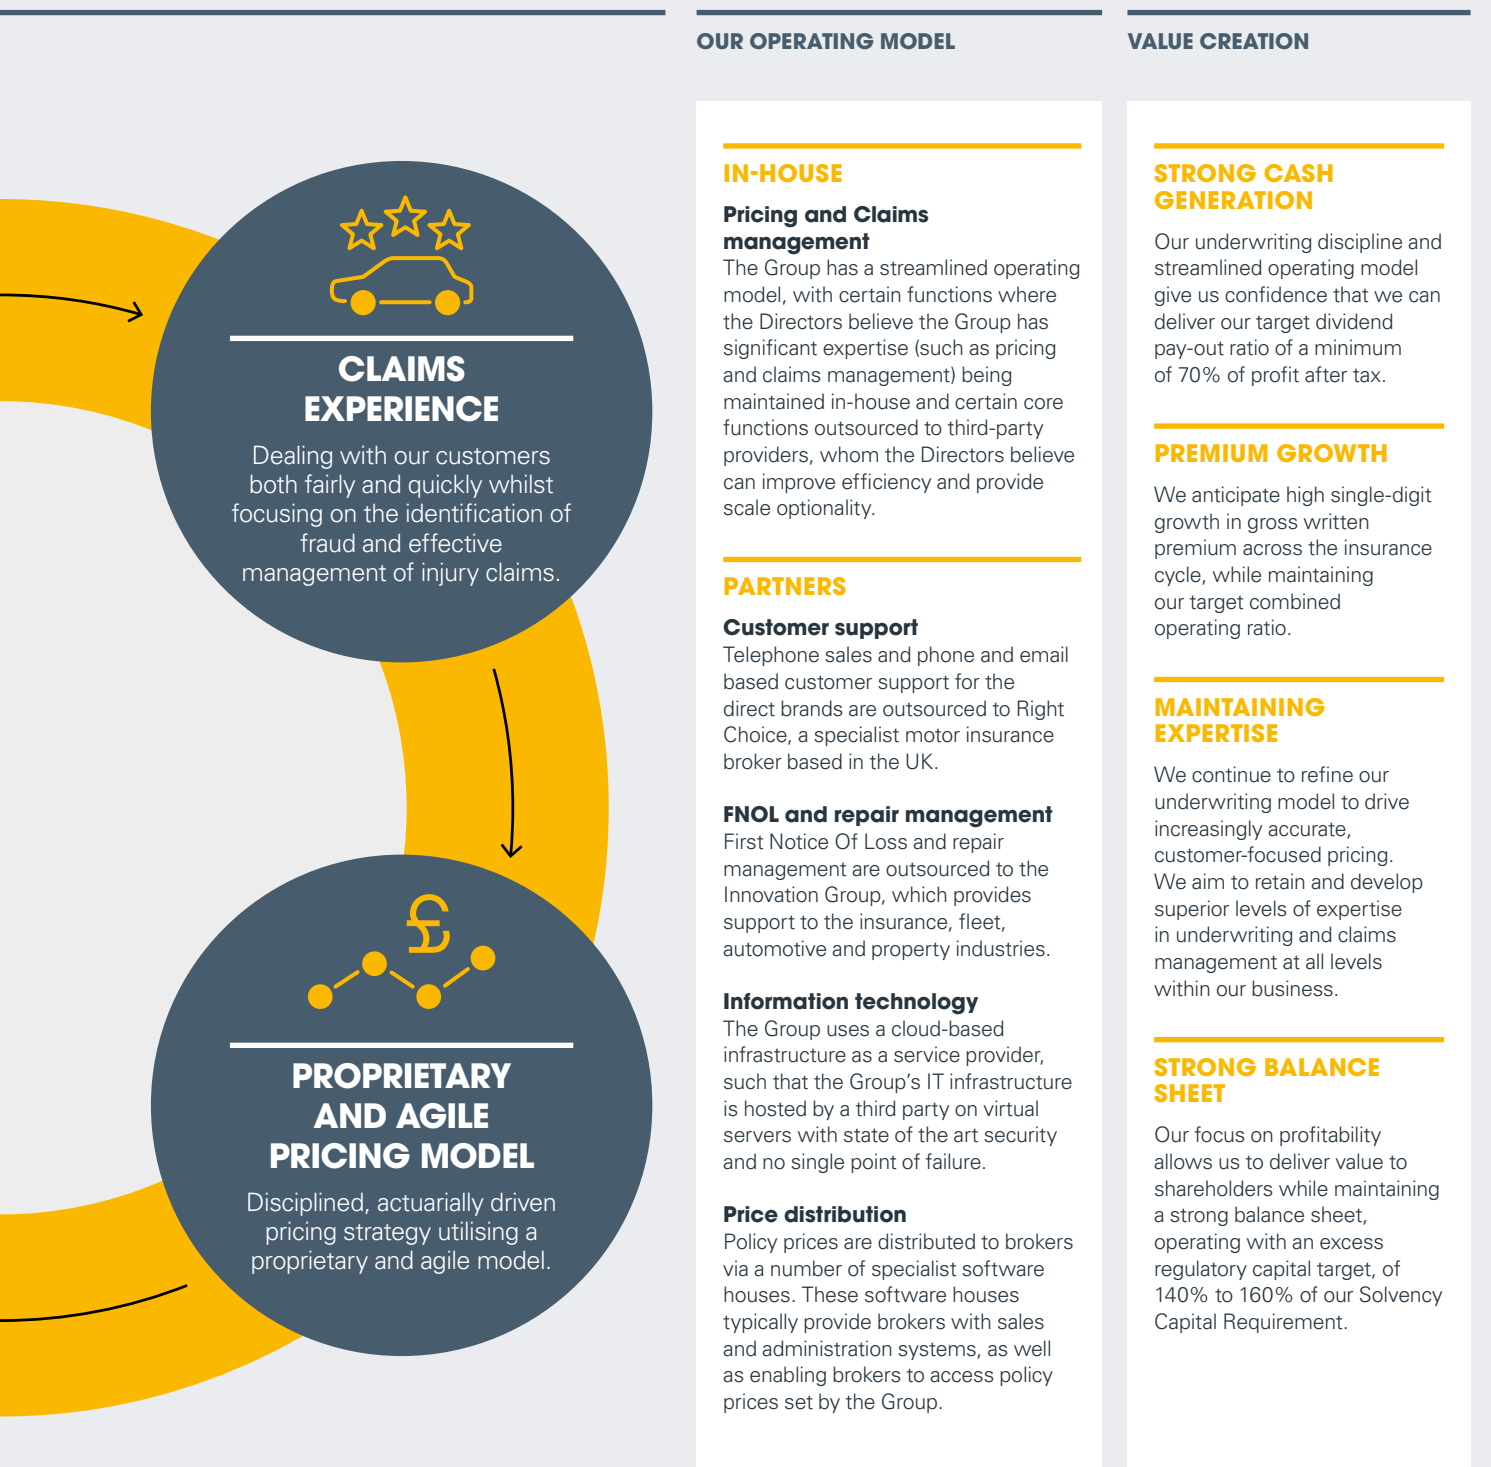 CLAIMS
EXPERIENCE
Dealing with our customers
both fairly and quickly whilst
focusing on the identification of
fraud and effective
management of injury claims.
£
PROPRIETARY
AND AGILE
PRICING MODEL
Disciplined, actuarially driven
pricing strategy utilising a
proprietary and agile model.
OUR OPERATING MODEL
IN-HOUSE
Pricing and Claims
management
The Group has a streamlined operating
model, with certain functions where
the Directors believe the Group has
significant expertise (such as pricing
and claims management) being
maintained in-house and certain core
functions outsourced to third-party
providers, whom the Directors believe
can improve efficiency and provide
scale optionality.
PARTNERS
Customer support
Telephone sales and phone and email
based customer support for the
direct brands are outsourced to Right
Choice, a specialist motor insurance
broker based in the UK.
FNOL and repair management
First Notice Of Loss and repair
management are outsourced to the
Innovation Group, which provides
support to the insurance, fleet,
automotive and property industries.
Information technology
The Group uses a cloud-based
infrastructure as a service provider,
such that the Group's IT infrastructure
is hosted by a third party on virtual
servers with state of the art security
and no single point of failure.
Price distribution
Policy prices are distributed to brokers
via a number of specialist software
houses. These software houses
typically provide brokers with sales
and administration systems, as well
as enabling brokers to access policy
prices set by the Group.
VALUE CREATION
STRONG CASH
GENERATION
Our underwriting discipline and
streamlined operating model
give us confidence that we can
deliver our target dividend
pay-out ratio of a minimum
of 70% of profit after tax.
PREMIUM GROWTH
We anticipate high single-digit
growth in gross written
premium across the insurance
cycle, while maintaining
our target combined
operating ratio.
MAINTAINING
EXPERTISE
We continue to refine our
underwriting model to drive
increasingly accurate,
customer-focused pricing.
We aim to retain and develop
superior levels of expertise
in underwriting and claims
management at all levels
within our business.
STRONG BALANCE
SHEET
Our focus on profitability
allows us to deliver value to
shareholders while maintaining
a strong balance sheet,
operating with an excess
regulatory capital target, of
140% to 160% of our Solvency
Capital Requirement.